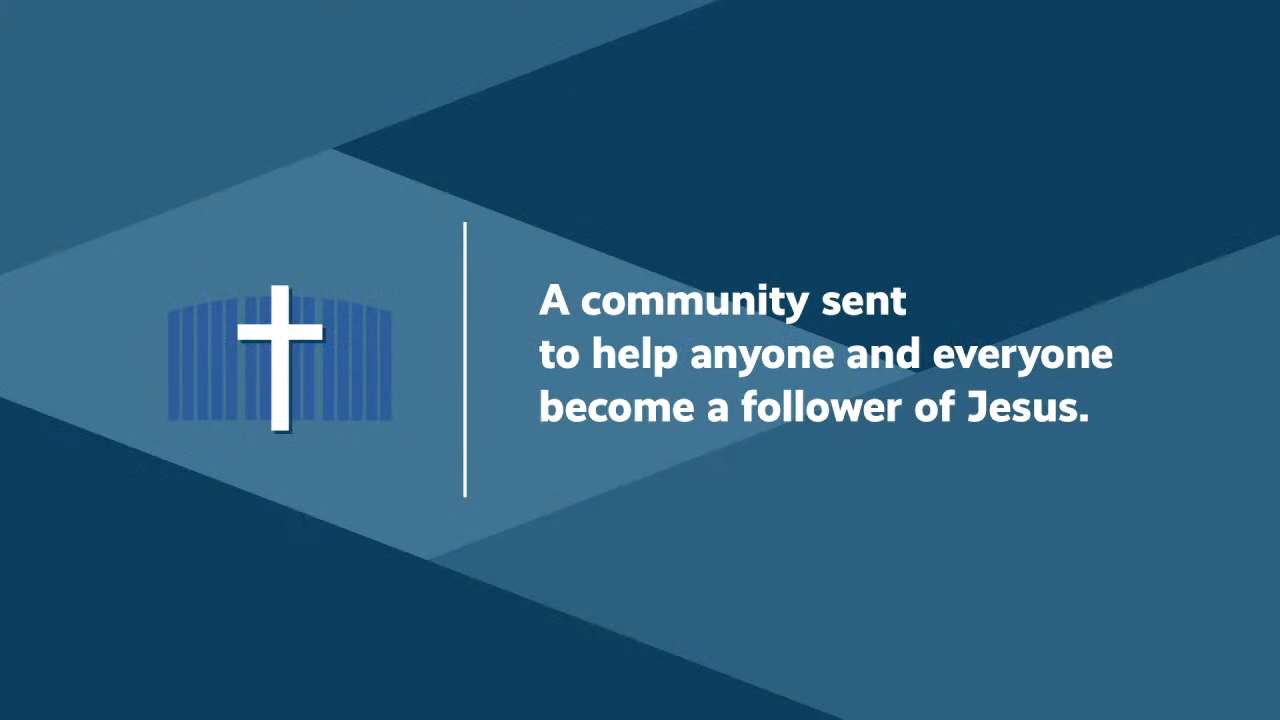 A community sent
to help anyone and everyone
become a follower of Jesus.